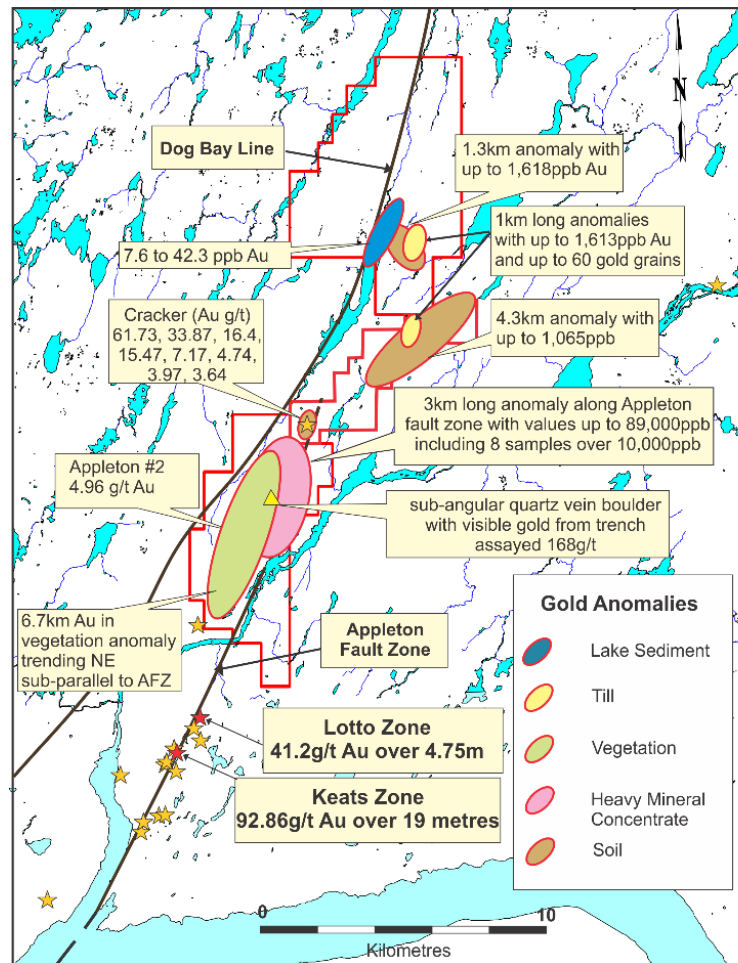 N
Dog Bay Line
1.3km anomaly with
up to 1,618ppb Au
1km long anomalies
with up to 1,613ppb Au
and up to 60 gold grains
7.6 to 42.3 ppb Au
Cracker (Au g/t)
61.73, 33.87, 16.4,
15.47, 7.17, 4.74,
3.97, 3.64
4.3km anomaly with
up to 1,065ppb
3km long anomaly along Appleton
fault zone with values up to 89,000ppb
including 8 samples over 10,000ppb
Appleton #2
4.96 g/t Au
sub-angular quartz vein boulder
with visible gold from trench
assayed 168g/t
6.7km Au in
vegetation anomaly
trending NE
sub-parallel to AFZ
Appleton
Fault Zone
Lotto Zone
41.2g/t Au over 4.75m
Keats Zone
92.86g/t Au over 19 metres
Gold Anomalies
Lake Sediment
Till
Vegetation
Heavy Mineral
Concentrate
Soil
0 10
Kilometres